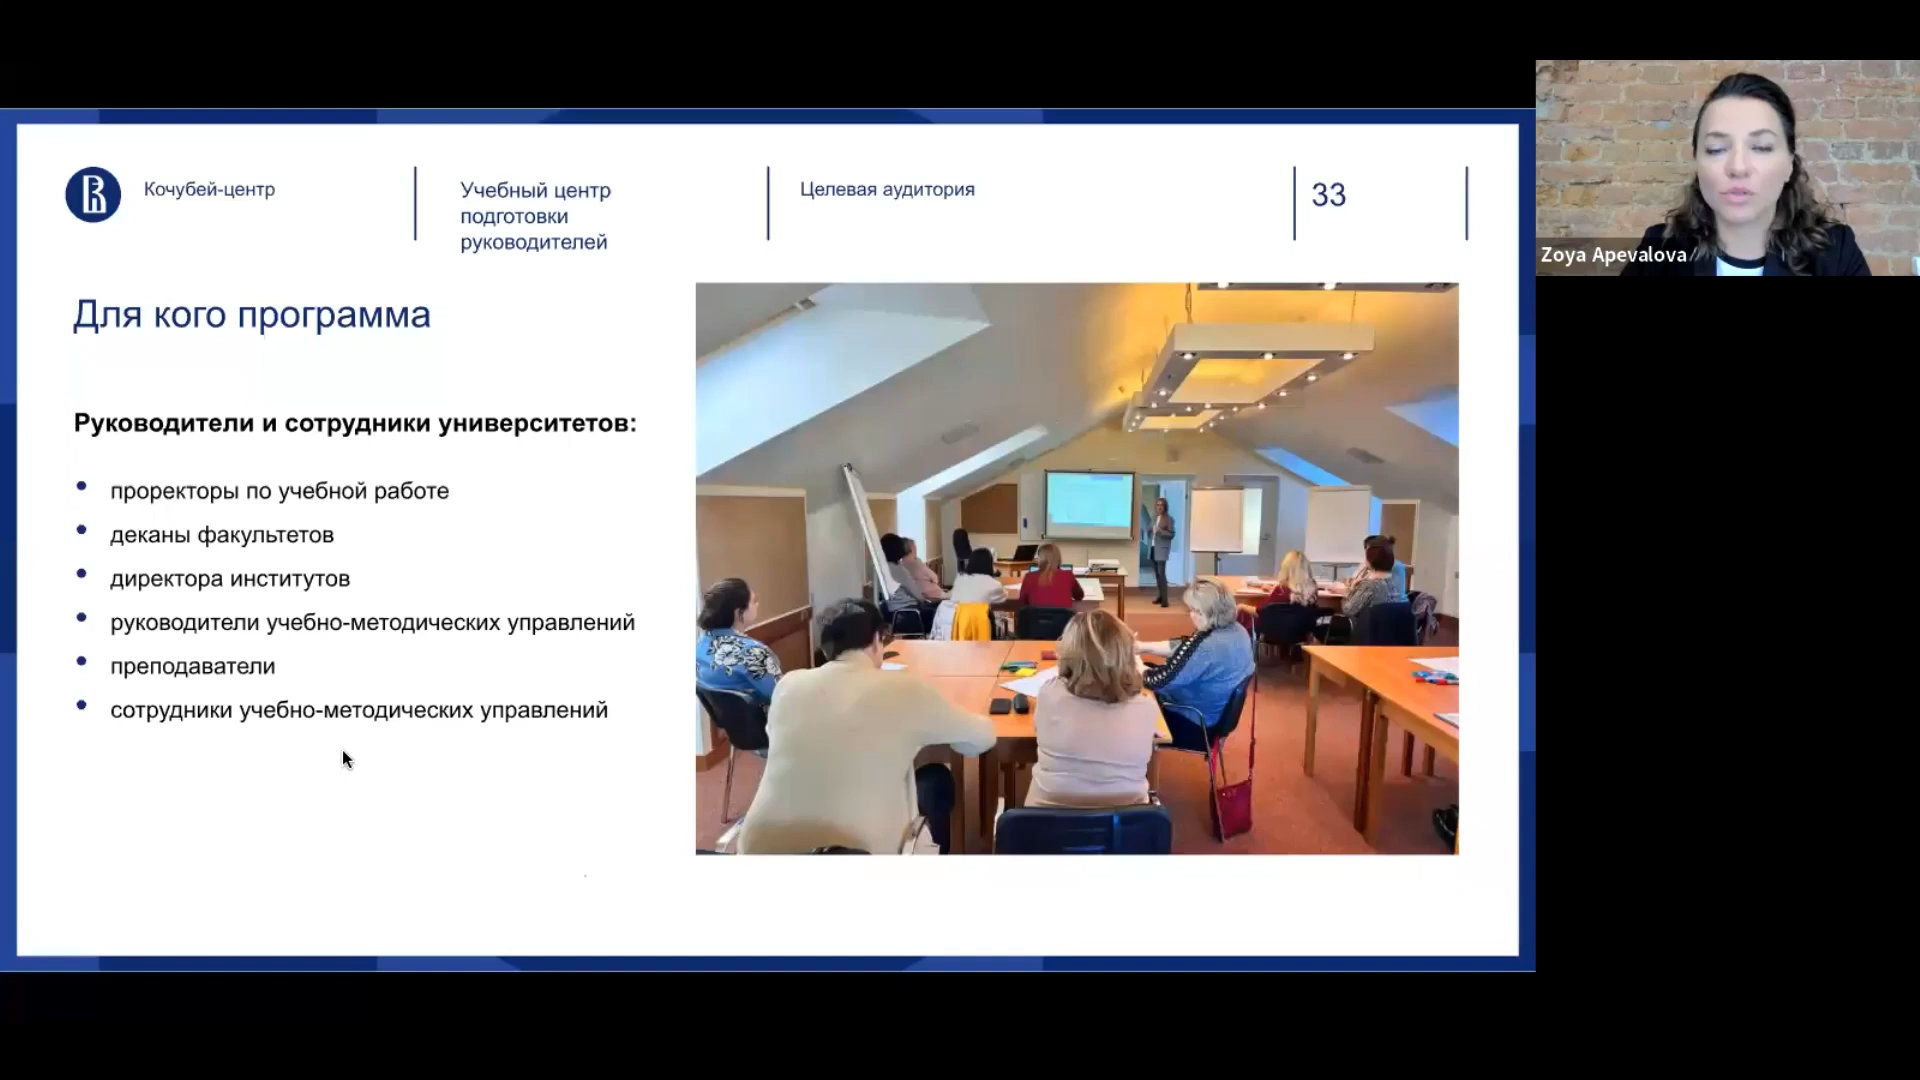 Кочубей-центр
Учебный центр
подготовки
руководителей
Целевая аудитория
33
Для кого программа
Руководители и сотрудники университетов:
• проректоры по учебной работе
• деканы факультетов
• директора институтов
• руководители учебно-методических управлений
• преподаватели
• сотрудники учебно-методических управлений
Zoya Apevalova